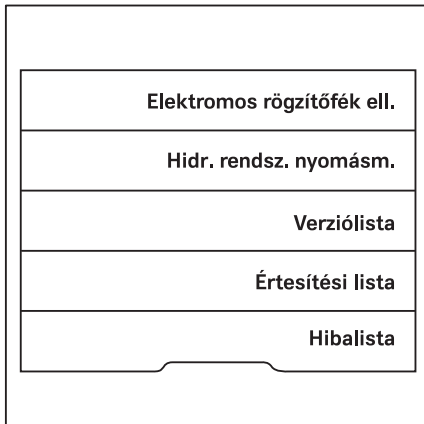 Elektromos rögzítőfék ell.
Hidr. rendsz. nyomásm.
Verziólista
Értesítési lista
Hibalista